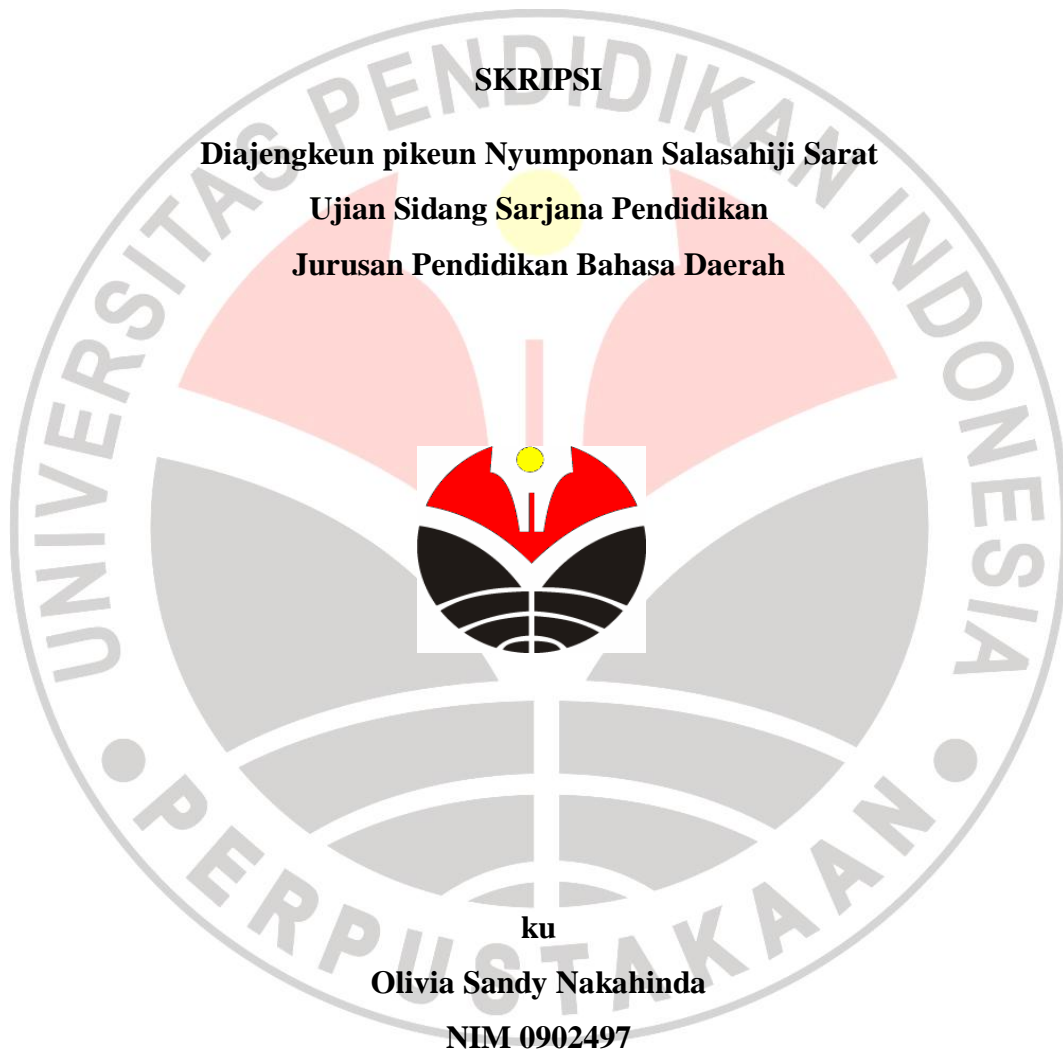 SKRIPSI
Diajengkeun pikeun Nyumponan Salasahiji Sarat
Ujian Sidang Sarjana Pendidikan
Jurusan Pendidikan Bahasa Daerah
UNIVERSITAS PENDIDIKAN INDONESIA
PERPUSTAKAAN
ku
Olivia Sandy Nakahinda
NIM 0902497